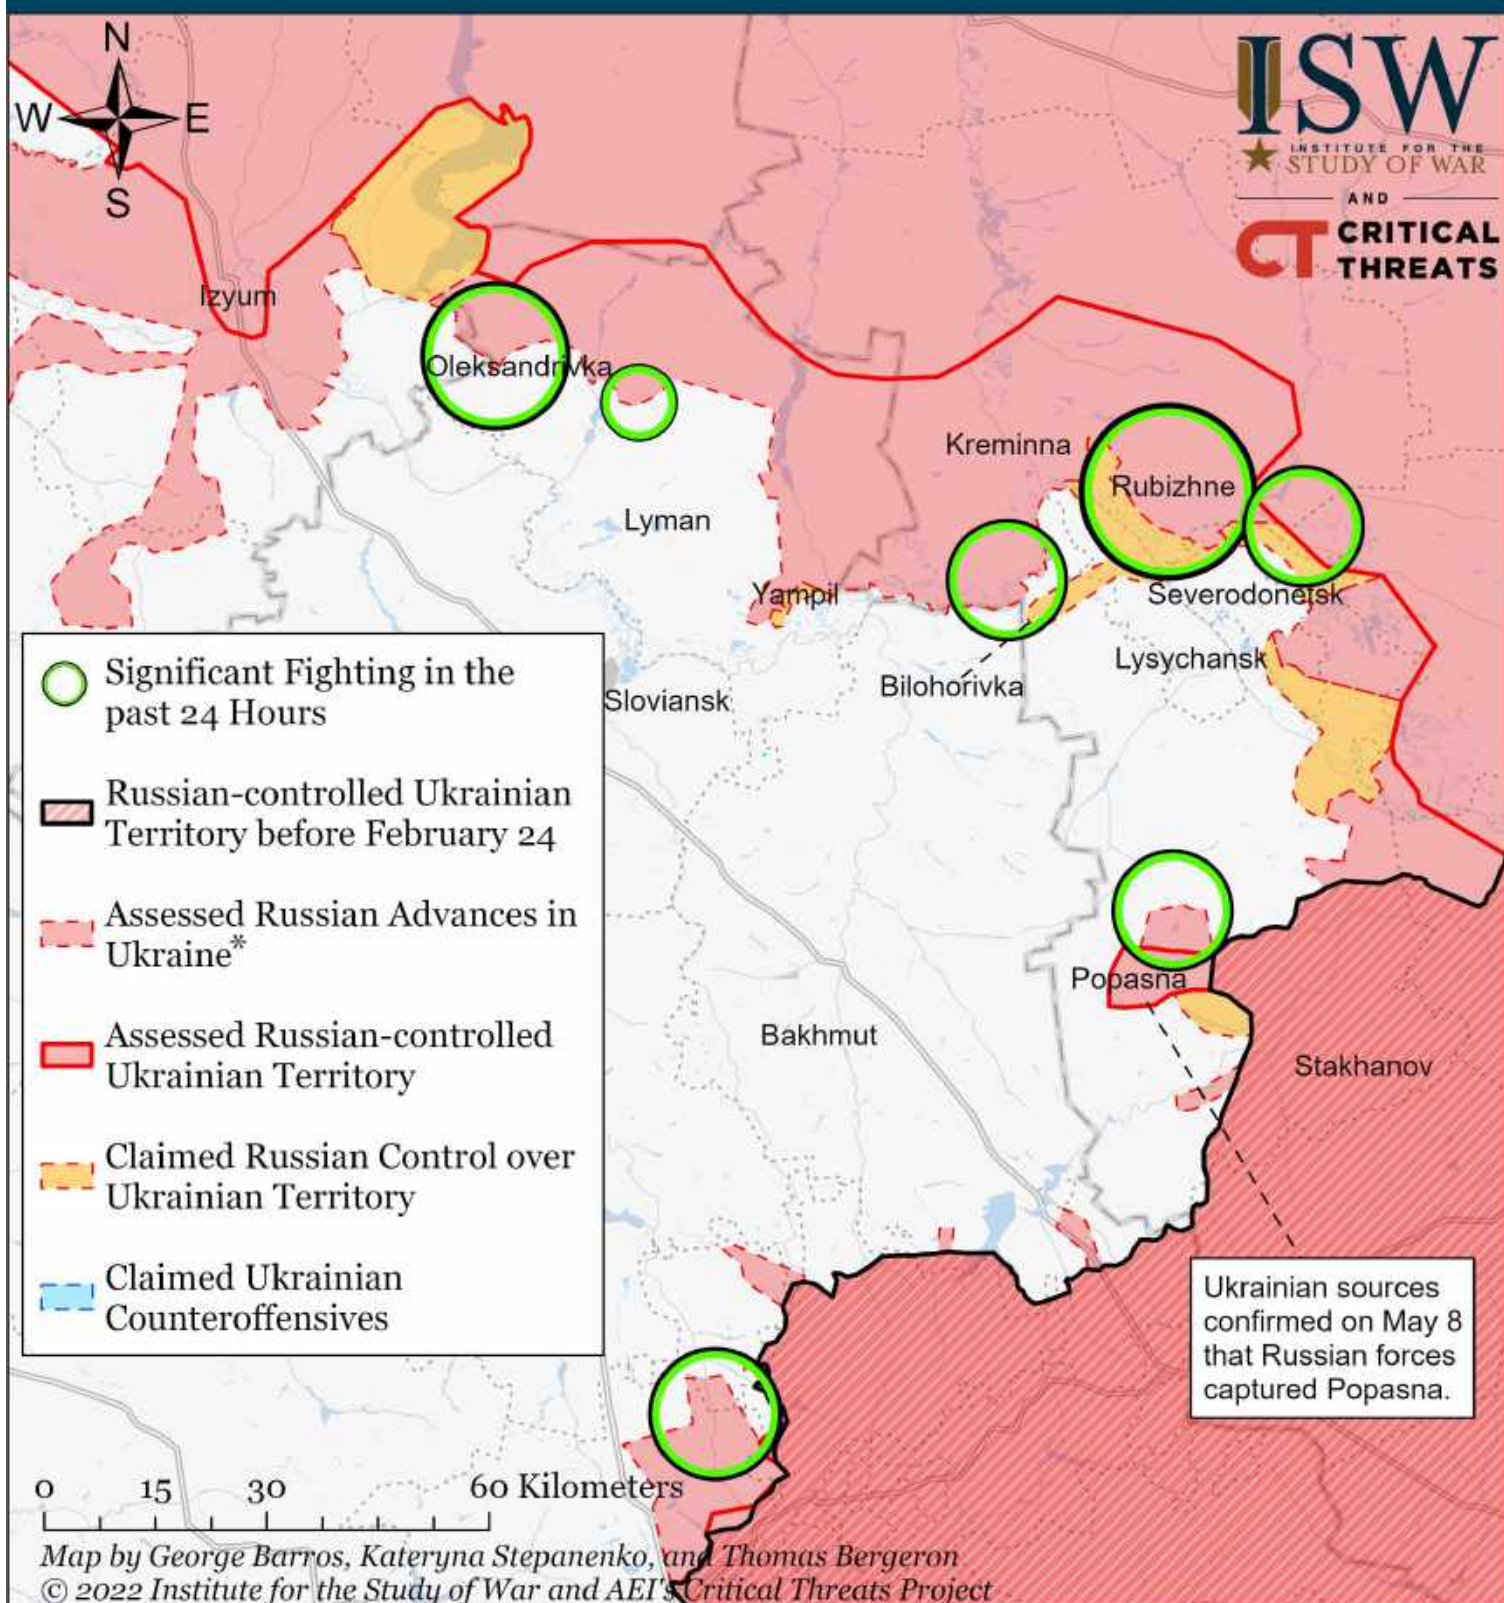 N
W E
S
ISW
INSTITUTE FOR THE
STUDY OF WAR
AND
CT CRITICAL
THREATS
Izyum
Oleksandrivka
Kreminna
Rubizhne
Lyman
Yampil
Severodonetsk
Lysychansk
Bilohorivka
Sloviansk
Popasna
Bakhmut
Stakhanov
Significant Fighting in the
past 24 Hours
Russian-controlled Ukrainian
Territory before February 24
Assessed Russian Advances in
Ukraine*
Assessed Russian-controlled
Ukrainian Territory
Claimed Russian Control over
Ukrainian Territory
Claimed Ukrainian
Counteroffensives
Ukrainian sources
confirmed on May 8
that Russian forces
captured Popasna.
0 15 30 60 Kilometers
Map by George Barros, Kateryna Stepanenko, and Thomas Bergeron
© 2022 Institute for the Study of War and AEI's Critical Threats Project